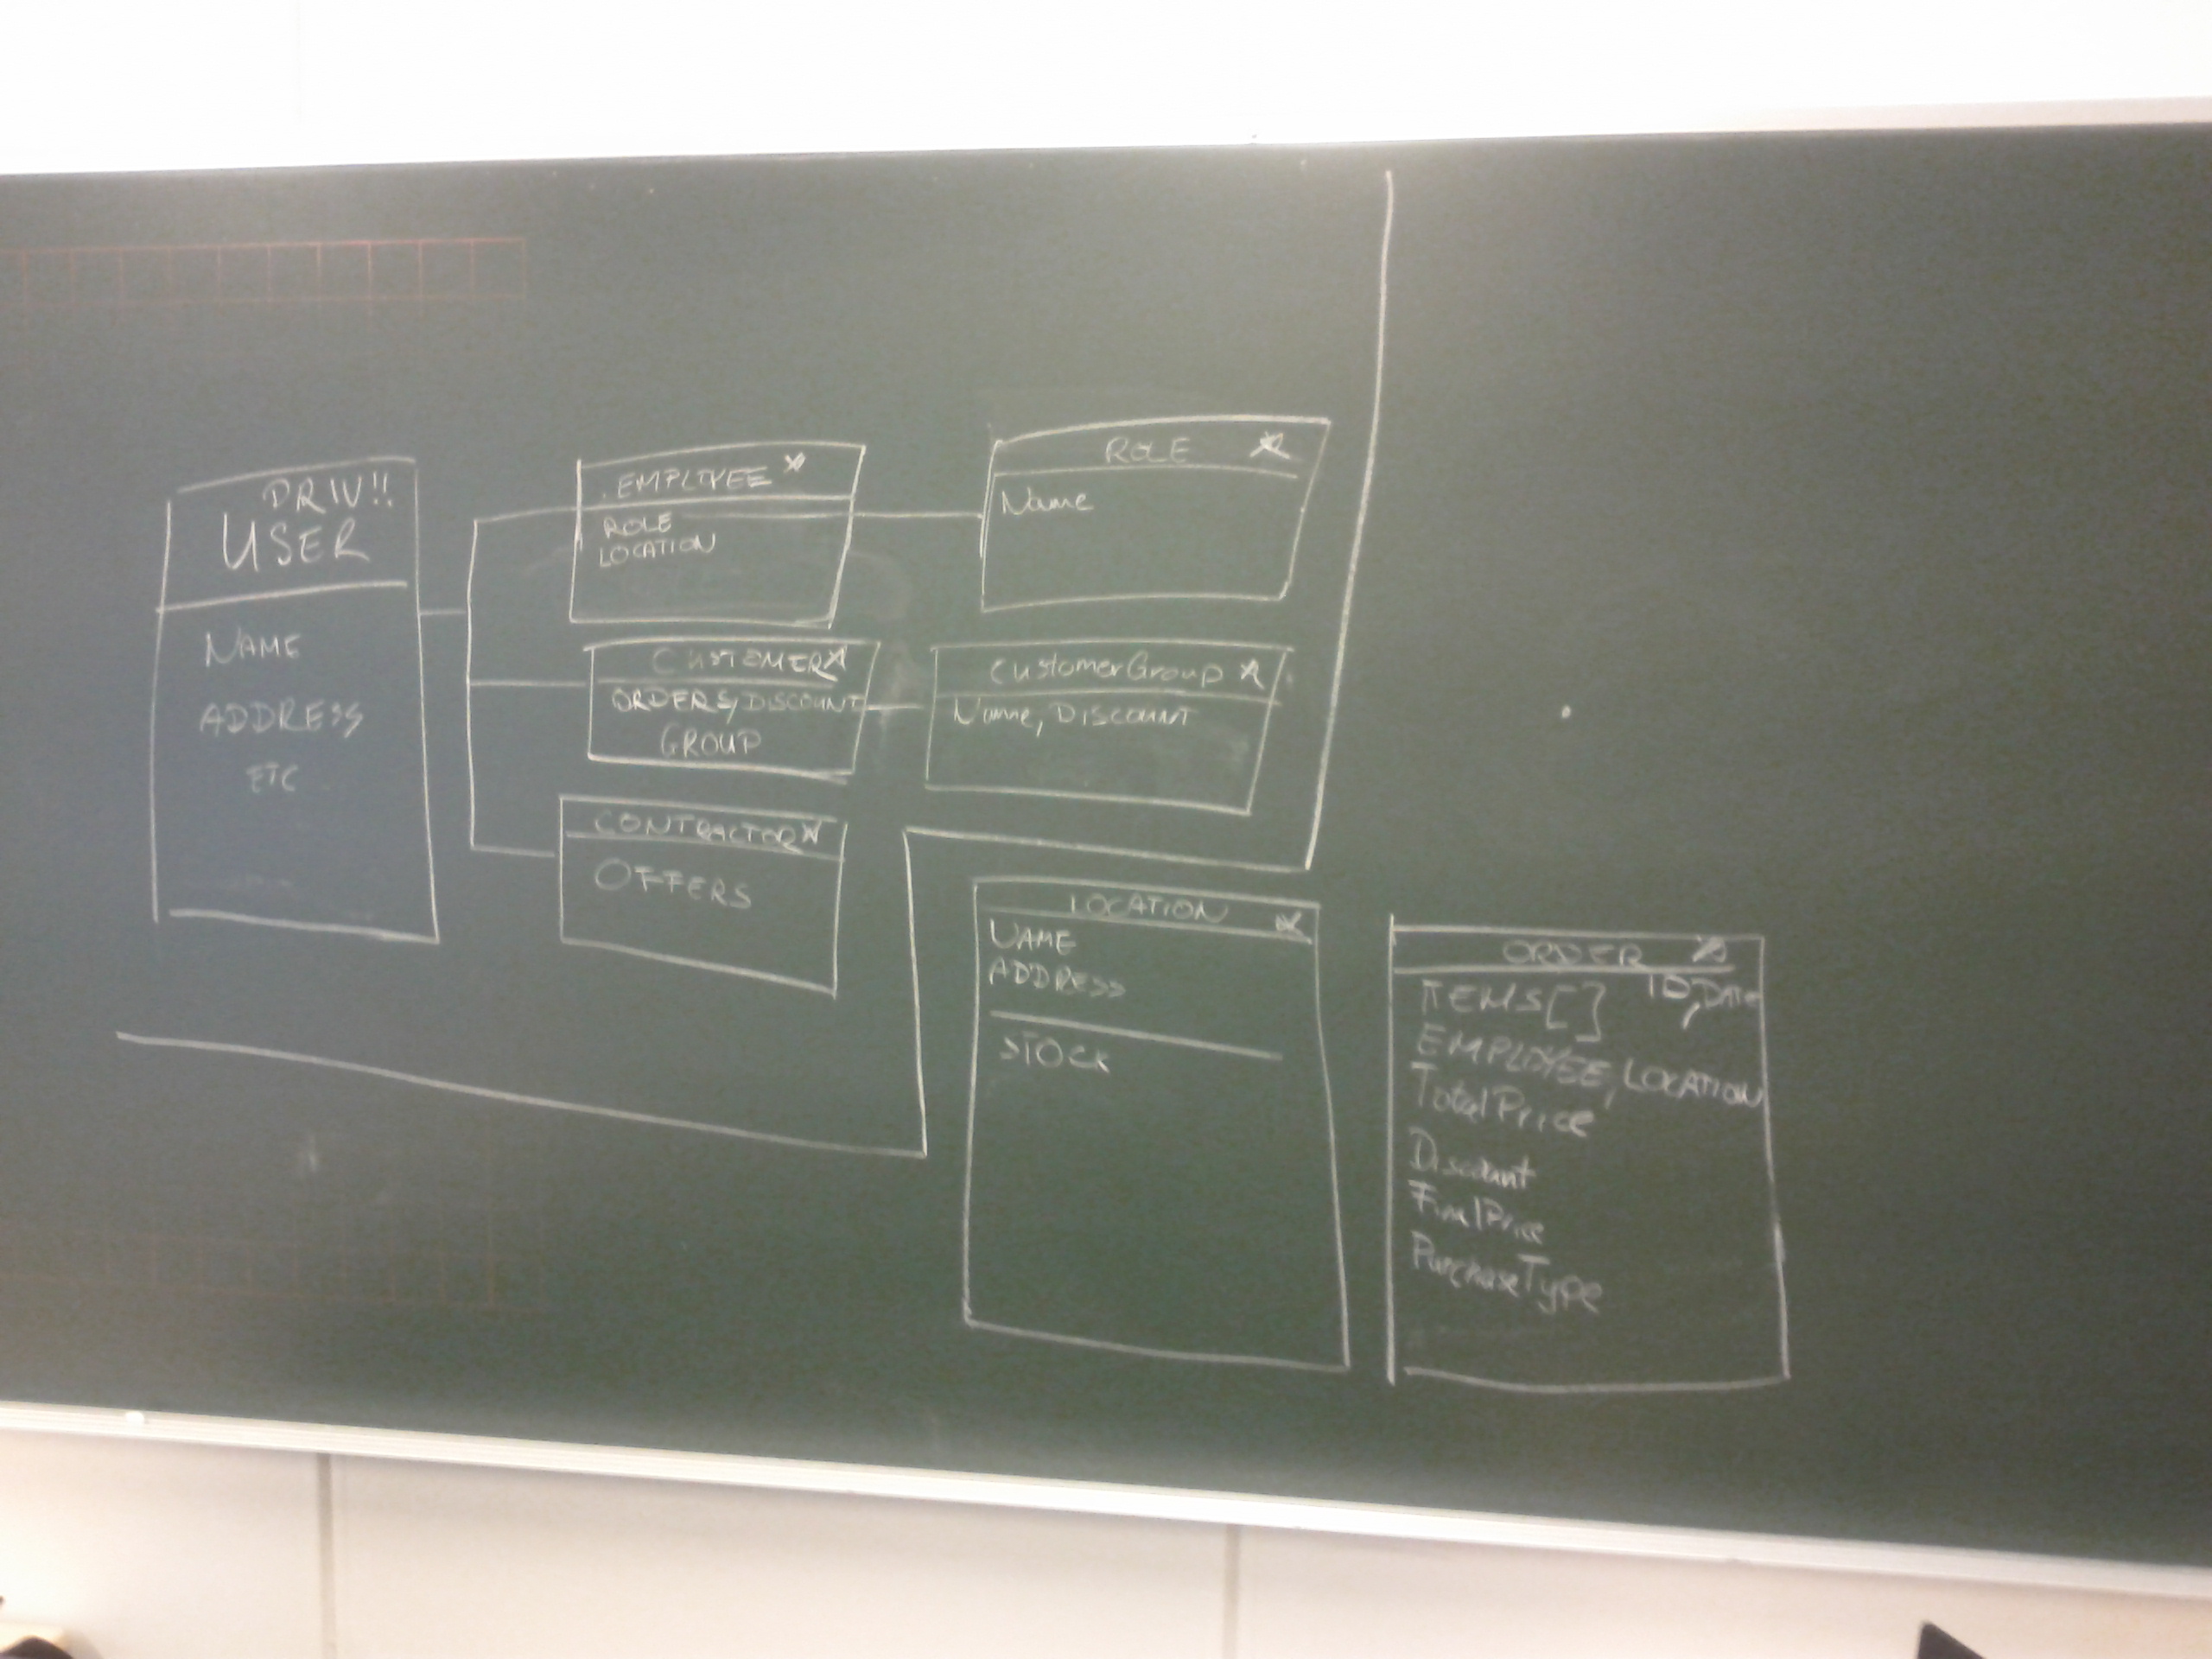 PRIV!!
USER
NAME
ADDRESS
ETC
EMPLOYEE *
ROLE
LOCATION
ROLE *
Name
CUSTOMER *
ORDERS, DISCOUNT
GROUP
CustomerGroup *
Name, DISCOUNT
CONTRACTOR *
OFFERS
LOCATION *
NAME
ADDRESS
STOCK
ORDER *
ITEMS[] ID, DATE
EMPLOYEE, LOCATION
TotalPrice
Discount
FinalPrice
PurchaseType